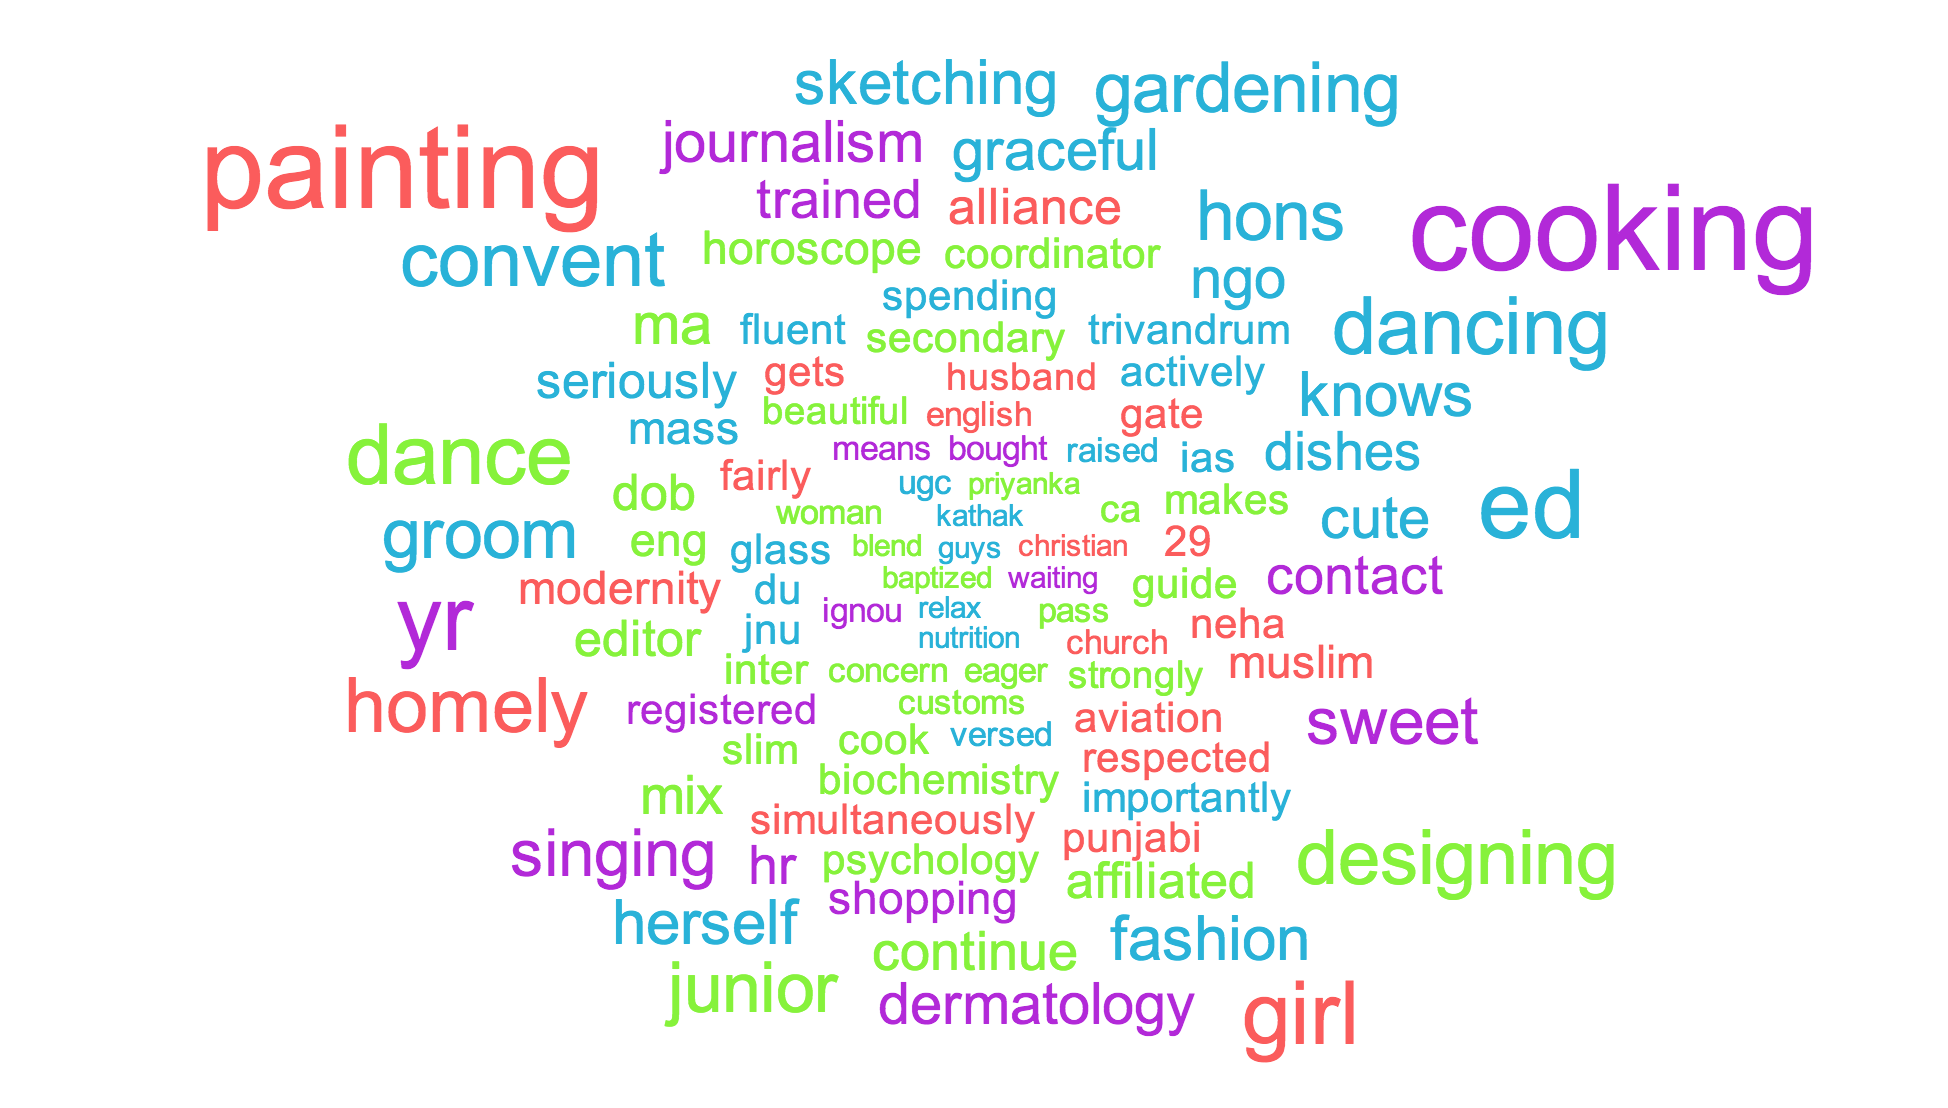 sketching gardening
painting journalism graceful
trained alliance hons cooking
convent horoscope coordinator ngo
spending
ma fluent secondary trivandrum dancing
seriously gets husband actively knows
mass beautiful english gate
dance means bought raised ias dishes
dob fairly ugc priyanka ca makes ed
woman kathak cute
groom eng glass blend guys christian 29
modernity du baptized waiting guide contact
yr ignou relax pass
editor jnu nutrition church neha
inter concern eager strongly muslim
homely registered customs aviation sweet
slim cook versed respected
mix biochemistry importantly
simultaneously punjabi
singing hr psychology affiliated designing
shopping
herself continue fashion
junior dermatology girl